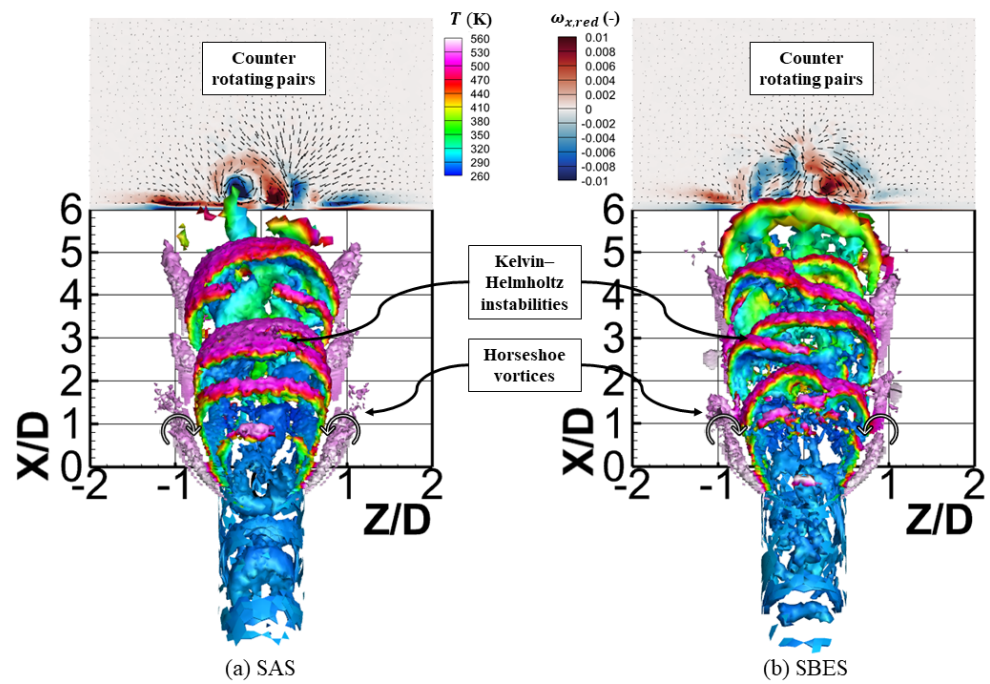 T (K)
560
530
500
470
440
410
380
350
320
290
260
ω_{x,red} (-)
0.01
0.008
0.006
0.004
0.002
0
-0.002
-0.004
-0.006
-0.008
-0.01
Counter
rotating pairs
Counter
rotating pairs
Kelvin–
Helmholtz
instabilities
Horseshoe
vortices
6
5
4
3
2
1
0
X/D
-2
-1
1
2
Z/D
6
5
4
3
2
1
0
X/D
-2
-1
1
2
Z/D
(a) SAS
(b) SBES